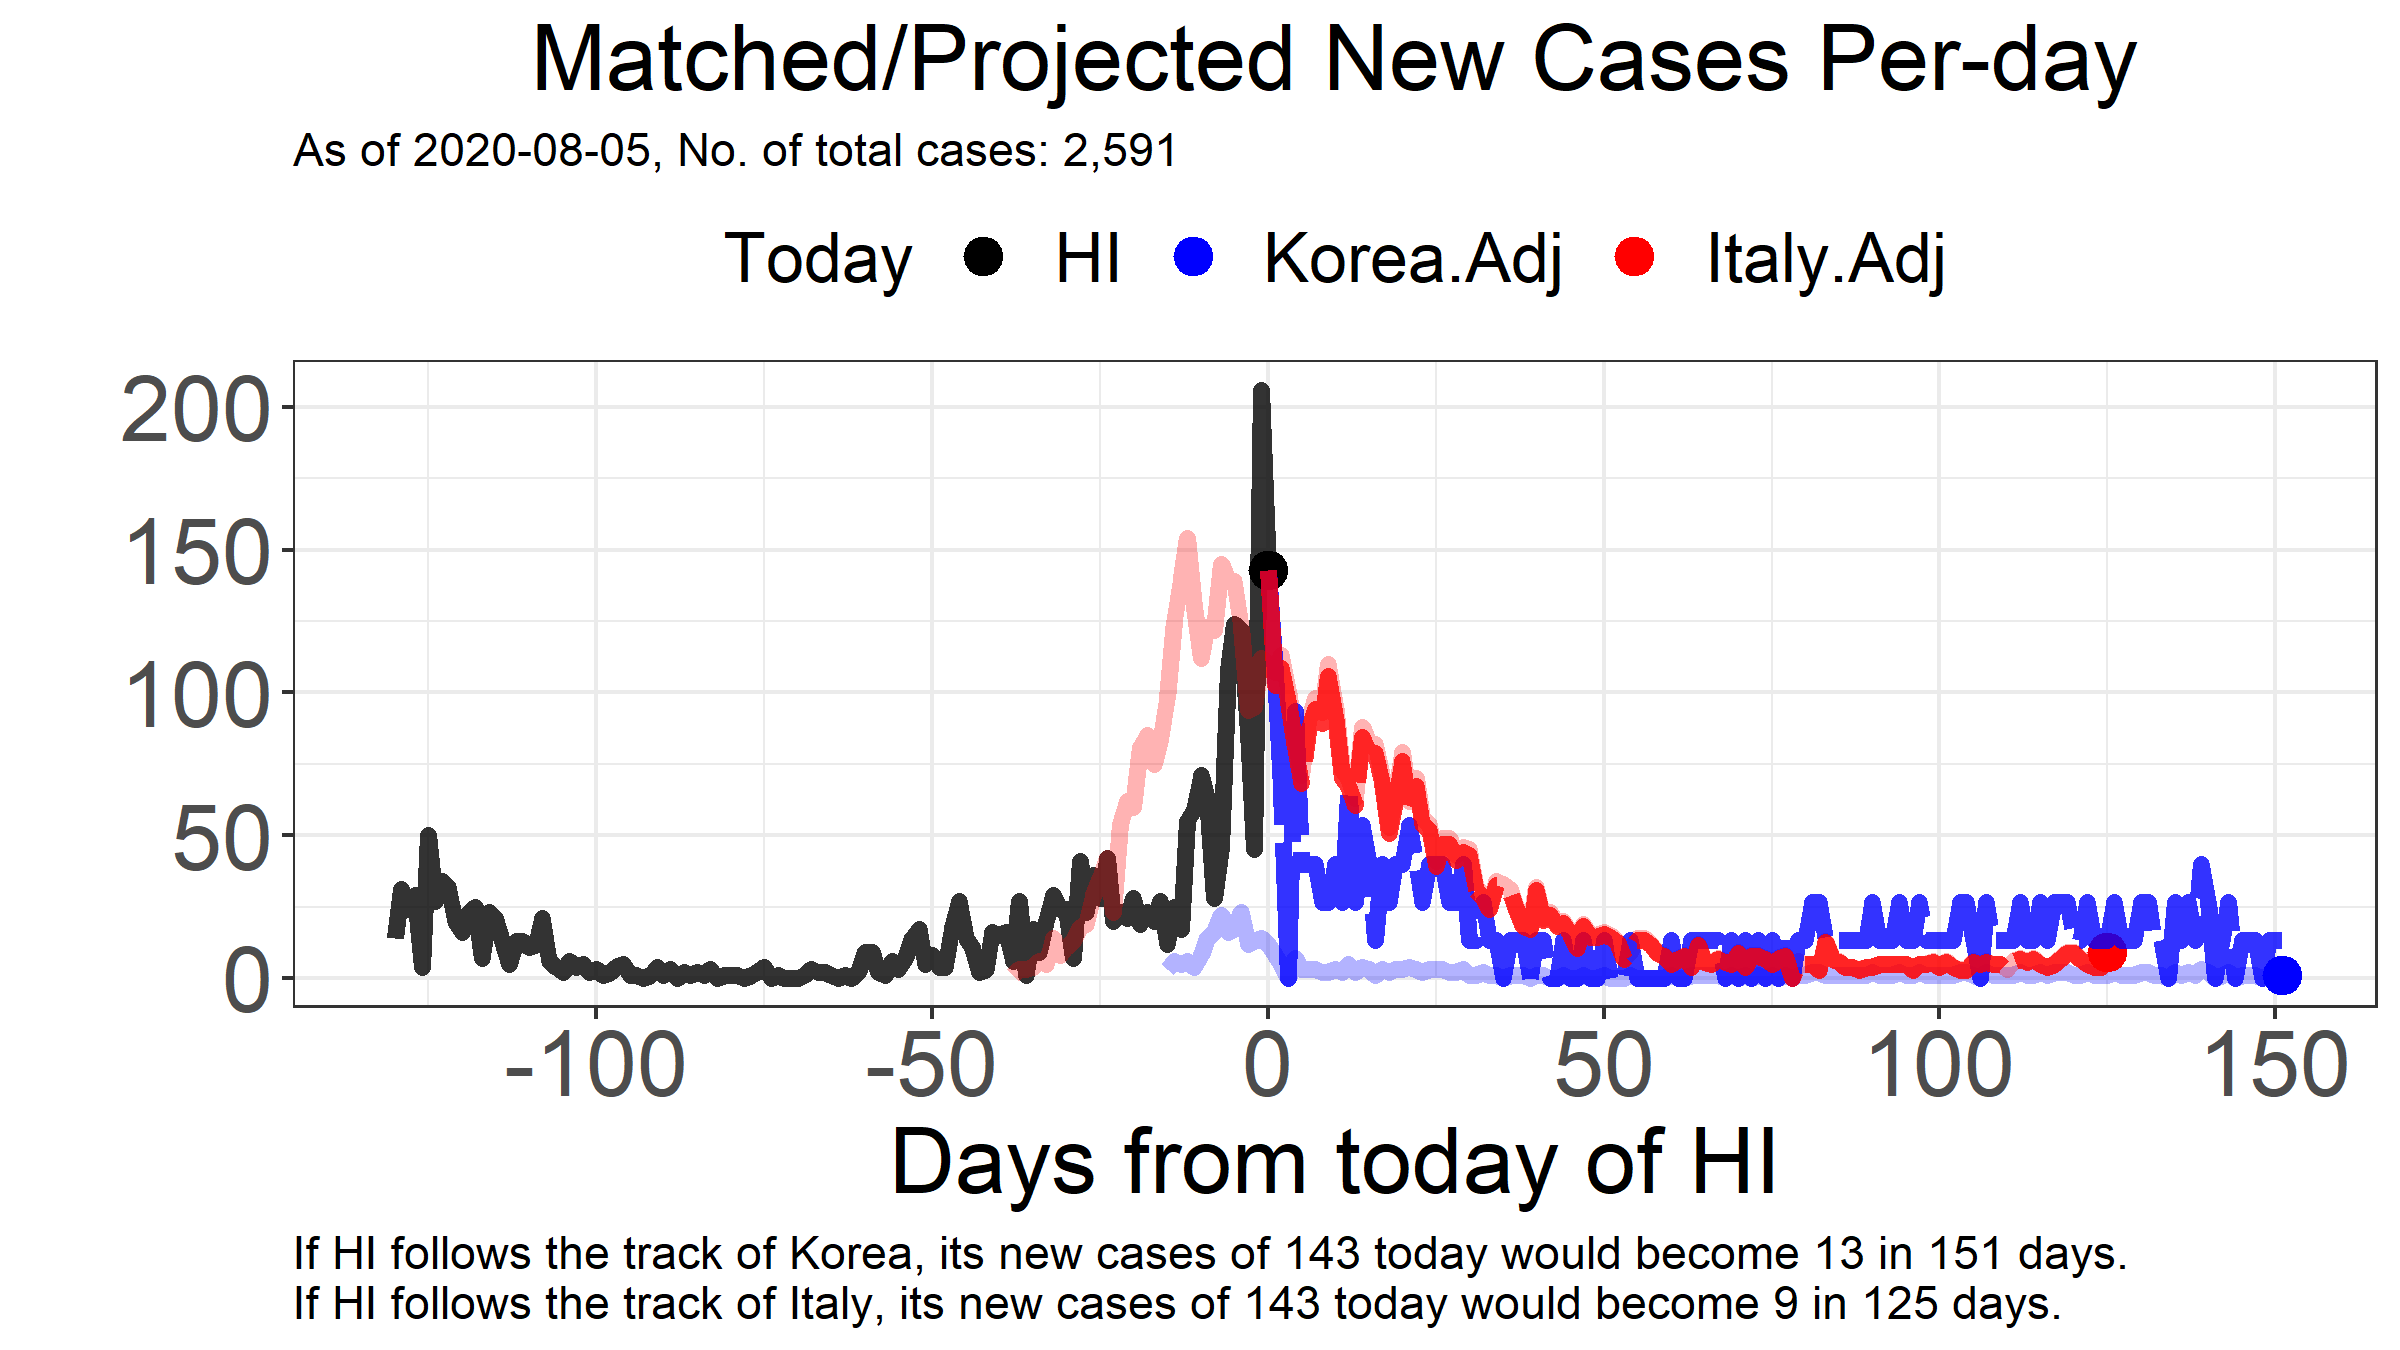 Matched/Projected New Cases Per-day
As of 2020-08-05, No. of total cases: 2,591
Today HI Korea.Adj Italy.Adj
200
150
100
50
0
-100 -50 0 50 100 150
Days from today of HI
If HI follows the track of Korea, its new cases of 143 today would become 13 in 151 days.
If HI follows the track of Italy, its new cases of 143 today would become 9 in 125 days.